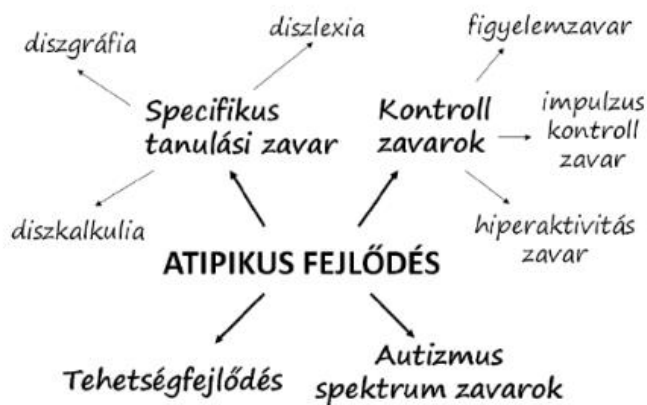 diszgráfia
diszlexia
figyelemzavar
Specifikus
tanulási zavar
Kontroll
zavarok
impulzus
kontroll
zavar
diszkalkulia
hiperaktivitás
zavar
ATIPIKUS FEJLŐDÉS
Tehetségfejlődés
Autizmus
spektrum zavarok